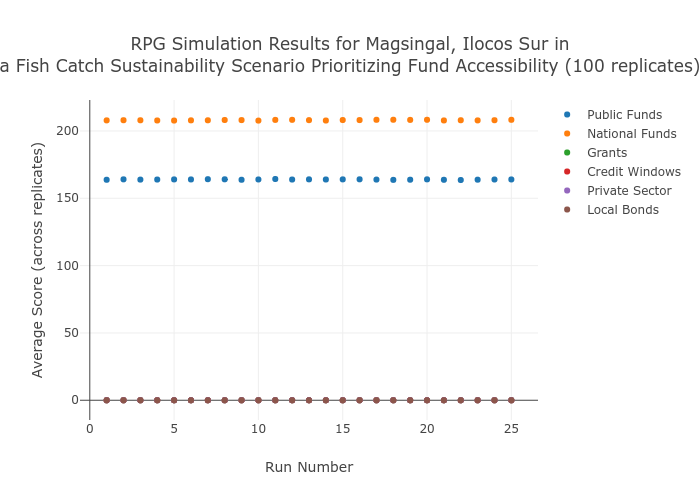 RPG Simulation Results for Magsingal, Ilocos Sur in
a Fish Catch Sustainability Scenario Prioritizing Fund Accessibility (100 replicates)
Average Score (across replicates)
200
150
100
50
0
0
5
10
15
20
25
Run Number
Public Funds
National Funds
Grants
Credit Windows
Private Sector
Local Bonds